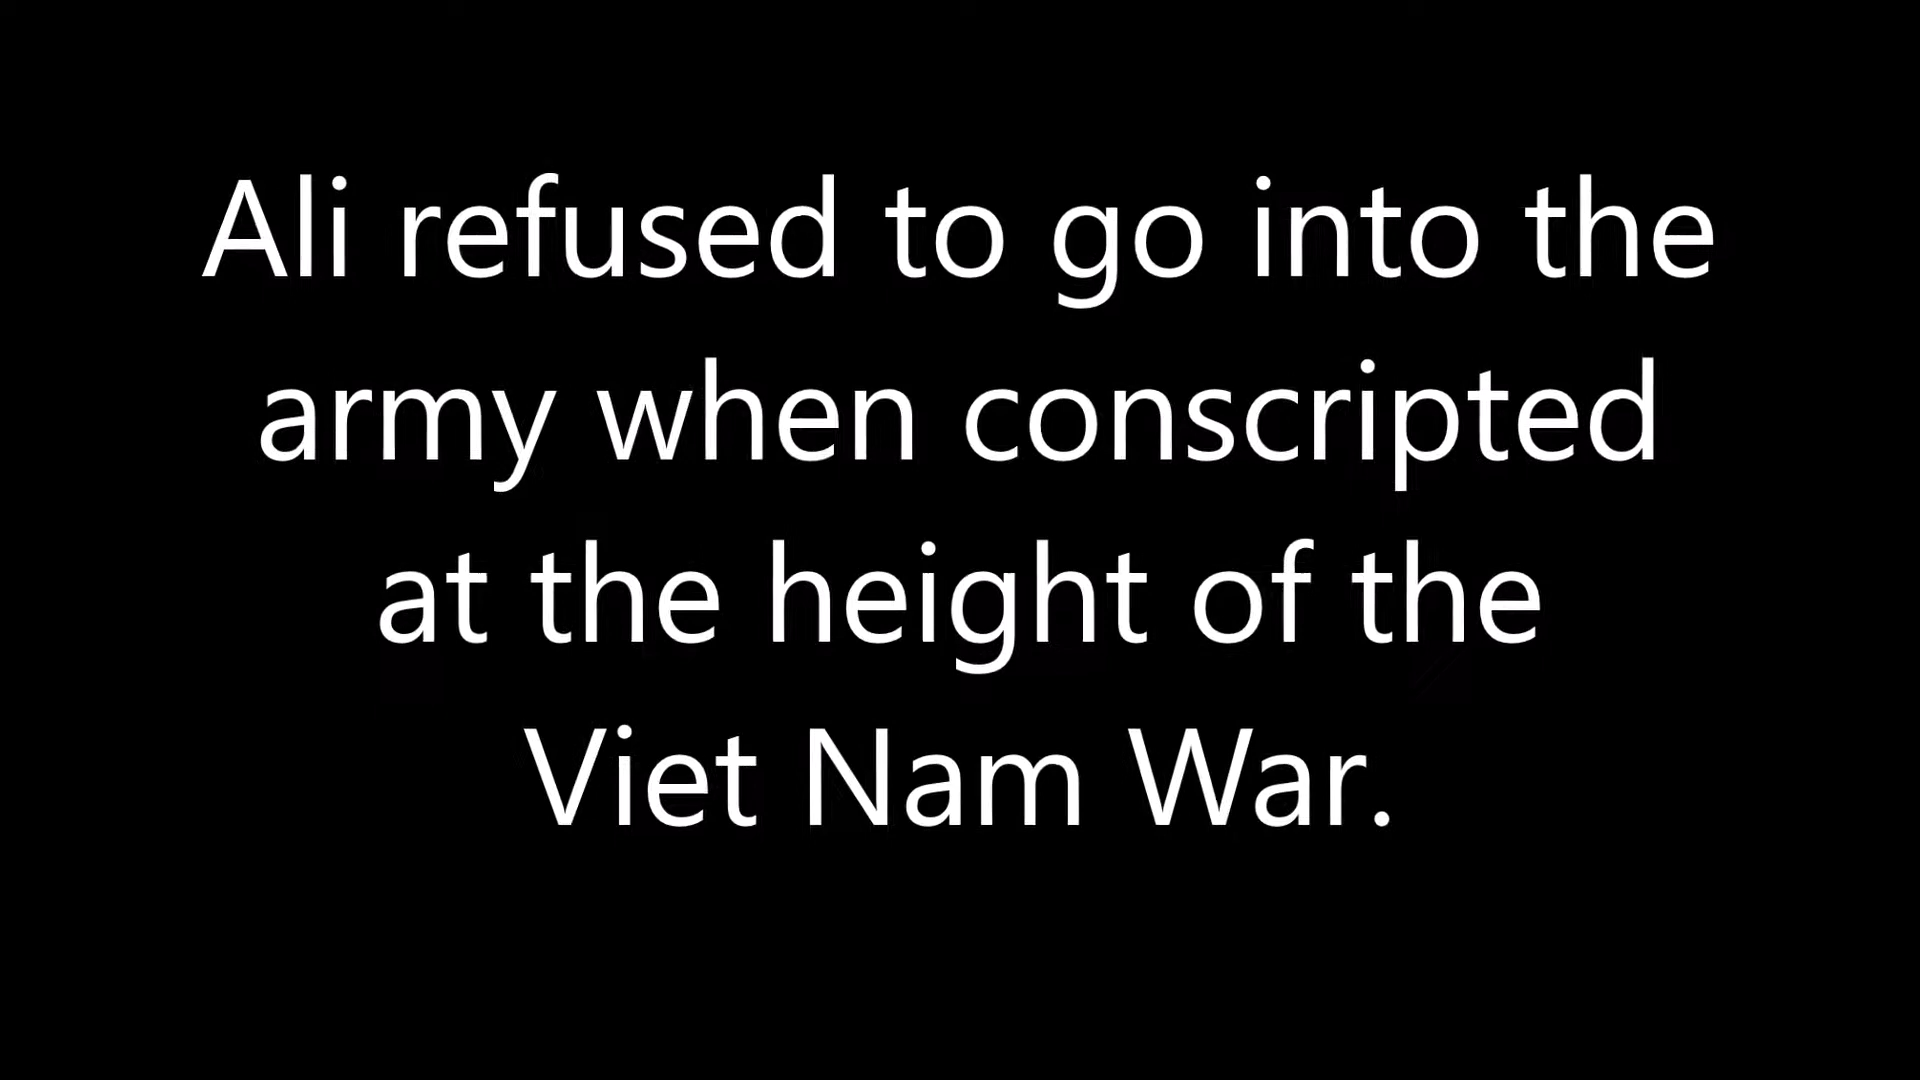 Ali refused to go into the
army when conscripted
at the height of the
Viet Nam War.